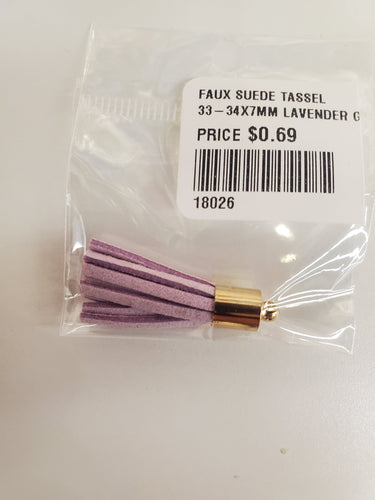 FAUX SUEDE TASSEL
33-34X7MM LAVENDER G
PRICE $0.69
18026